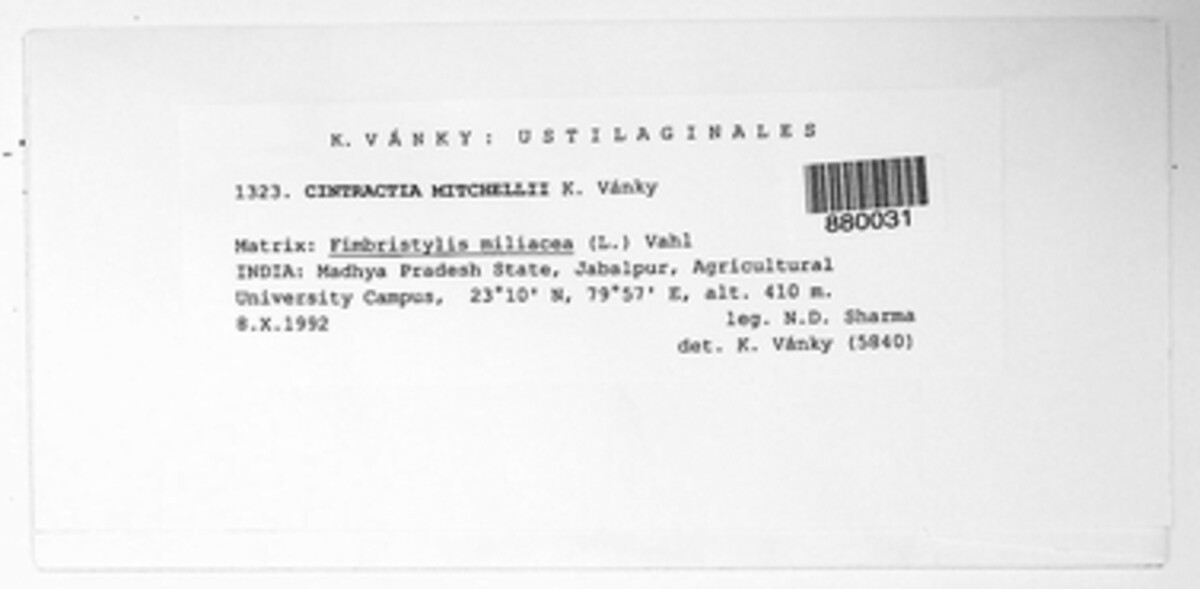 K. VÁNKY: USTILAGINALES
1323. CINTRACTIA MITCHELLII K. Vánky
880031
Matrix: Fimbristylis miliacea (L.) Vahl
INDIA: Madhya Pradesh State, Jabalpur, Agricultural
University Campus, 23°10' N, 79°57' E, alt. 410 m.
8.X.1992
leg. N.D. Sharma
det. K. Vánky (5840)